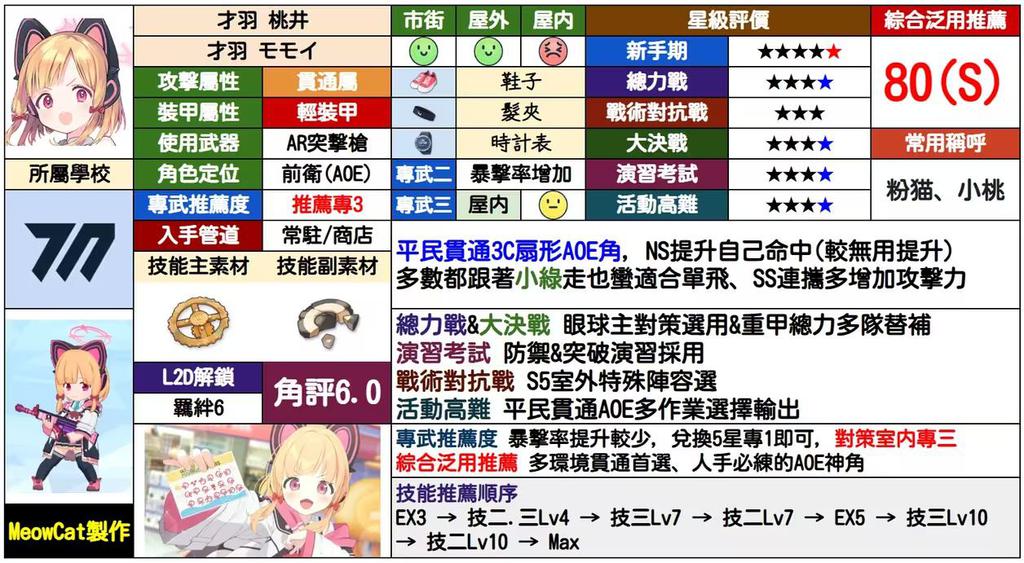 才羽 桃井
市街 屋外 屋内
星級評價
綜合泛用推薦
才羽 モモイ
新手期 ★★★★★
80(S)
攻擊屬性 貫通屬
鞋子
總力戰 ★★★★
裝甲屬性 輕裝甲
髮夾
戰術對抗戰 ★★★
使用武器 AR突擊槍
時計表
大決戰 ★★★★
常用稱呼
所屬學校
角色定位 前衛(AOE)
專武二 暴擊率增加
演習考試 ★★★★
粉猫、小桃
專武推薦度 推薦專3
專武三 屋内
活動高難 ★★★★
入手管道 常駐/商店
平民貫通3C扇形AOE角, NS提升自己命中(較無用提升)
多數都跟著小綠走也蠻適合單飛、SS連攜多增加攻擊力
技能主素材 技能副素材
總力戰&大決戰 眼球主對策選用&重甲總力多隊替補
演習考試 防禦&突破演習採用
戰術對抗戰 S5室外特殊陣容選
活動高難 平民貫通AOE多作業選擇輸出
L2D解鎖
羈絆6
角評6.0
專武推薦度 暴擊率提升較少, 兌換5星專1即可, 對策室内專三
綜合泛用推薦 多環境貫通首選、人手必練的AOE神角
技能推薦順序
EX3 → 技二.三Lv4 → 技三Lv7 → 技二Lv7 → EX5 → 技三Lv10
→ 技二Lv10 → Max
MeowCat製作